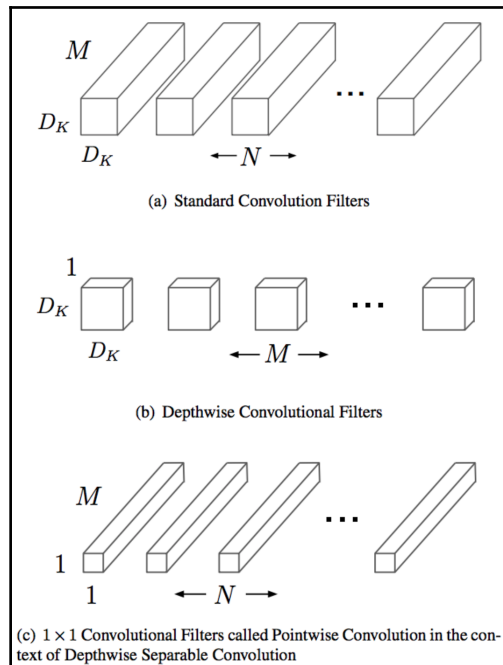 M
D_K
D_K
N
...
(a) Standard Convolution Filters
1
D_K
D_K
M
...
(b) Depthwise Convolutional Filters
M
1
1
N
...
(c) 1 × 1 Convolutional Filters called Pointwise Convolution in the con-
text of Depthwise Separable Convolution